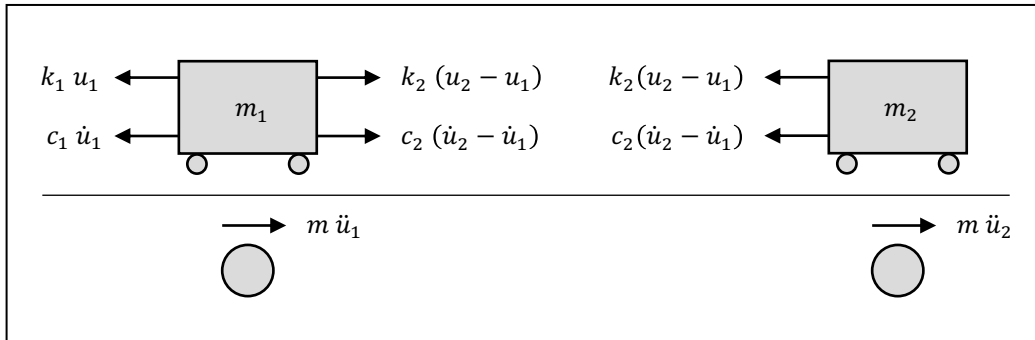 k₁ u₁ k₂ (u₂ − u₁) k₂(u₂ − u₁)
m₁ m₂
c₁ u̇₁ c₂ (u̇₂ − u̇₁) c₂(u̇₂ − u̇₁)
m ü₁ m ü₂